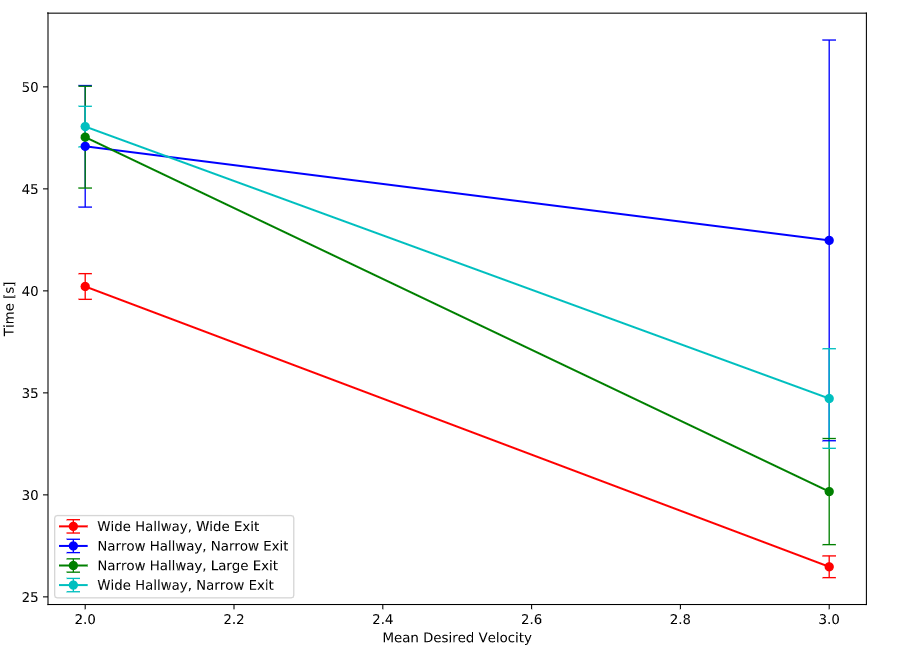 50
45
40
35
30
25
Time [s]
Wide Hallway, Wide Exit
Narrow Hallway, Narrow Exit
Narrow Hallway, Large Exit
Wide Hallway, Narrow Exit
2.0 2.2 2.4 2.6 2.8 3.0
Mean Desired Velocity